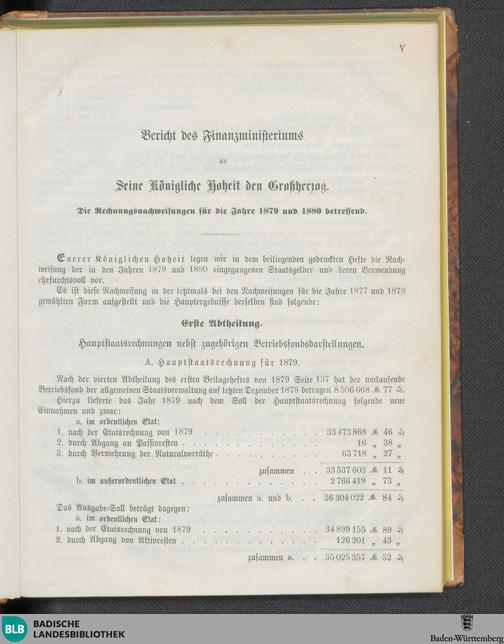 V
Bericht des Finanzministeriums
an
Seine Königliche Hoheit den Großherzog.
Die Rechnungsnachweisungen für die Jahre 1879 und 1880 betreffend.
Euerer Königlichen Hoheit legen wir in dem beiliegenden gedruckten Hefte die Nach-
weisung der in den Jahren 1879 und 1880 eingegangenen Staatsgelder und deren Verwendung
ehrfurchtsvoll vor.
Es ist diese Nachweisung in der letztmals bei den Nachweisungen für die Jahre 1877 und 1878
gewählten Form aufgestellt und die Hauptergebnisse derselben sind folgende:
Erste Abtheilung.
Hauptstaatsrechnungen nebst zugehörigen Betriebsfondsdarstellungen.
A. Hauptstaatsrechnung für 1879.
Nach der vierten Abtheilung des ersten Beilageheftes von 1879 Seite 137 hat der umlaufende
Betriebsfond der allgemeinen Staatsverwaltung auf letzten Dezember 1878 betragen 8 506 668 ℳ 77 ₰.
Hierzu lieferte das Jahr 1879 nach dem Soll der Hauptstaatsrechnung folgende neue
Einnahmen und zwar:
a. im ordentlichen Etat:
1. nach der Etatsrechnung von 1879 . . . . . . . . . . 33 473 868 ℳ 46 ₰
2. durch Abgang an Passivresten . . . . . . . . . . . 16 „ 38 „
3. durch Vermehrung der Naturalvorräthe . . . . . . . . 63 718 „ 27 „
zusammen . . 33 537 603 ℳ 11 ₰
b. im außerordentlichen Etat . . . . . . . . . . . 2 766 419 „ 73 „
zusammen a. und b. . . 36 304 022 ℳ 84 ₰
Das Ausgabe-Soll beträgt dagegen:
a. im ordentlichen Etat:
1. nach der Etatsrechnung von 1879 . . . . . . . . . . 34 899 155 ℳ 89 ₰
2. durch Abgang von Aktivresten . . . . . . . . . . . 126 201 „ 43 „
zusammen a. . . 35 025 357 ℳ 32 ₰
BLB
BADISCHE
LANDESBIBLIOTHEK
Baden-Württemberg